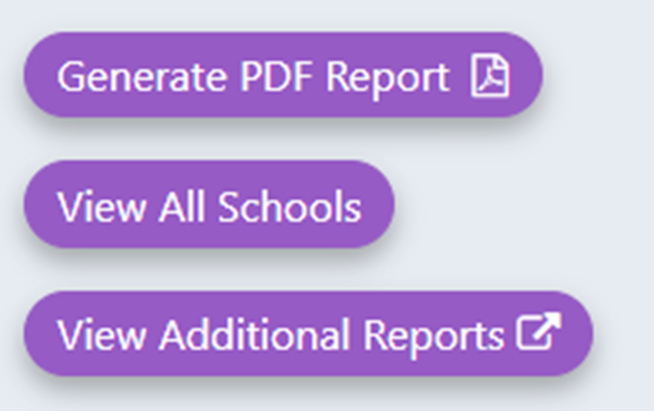 Generate PDF Report
View All Schools
View Additional Reports